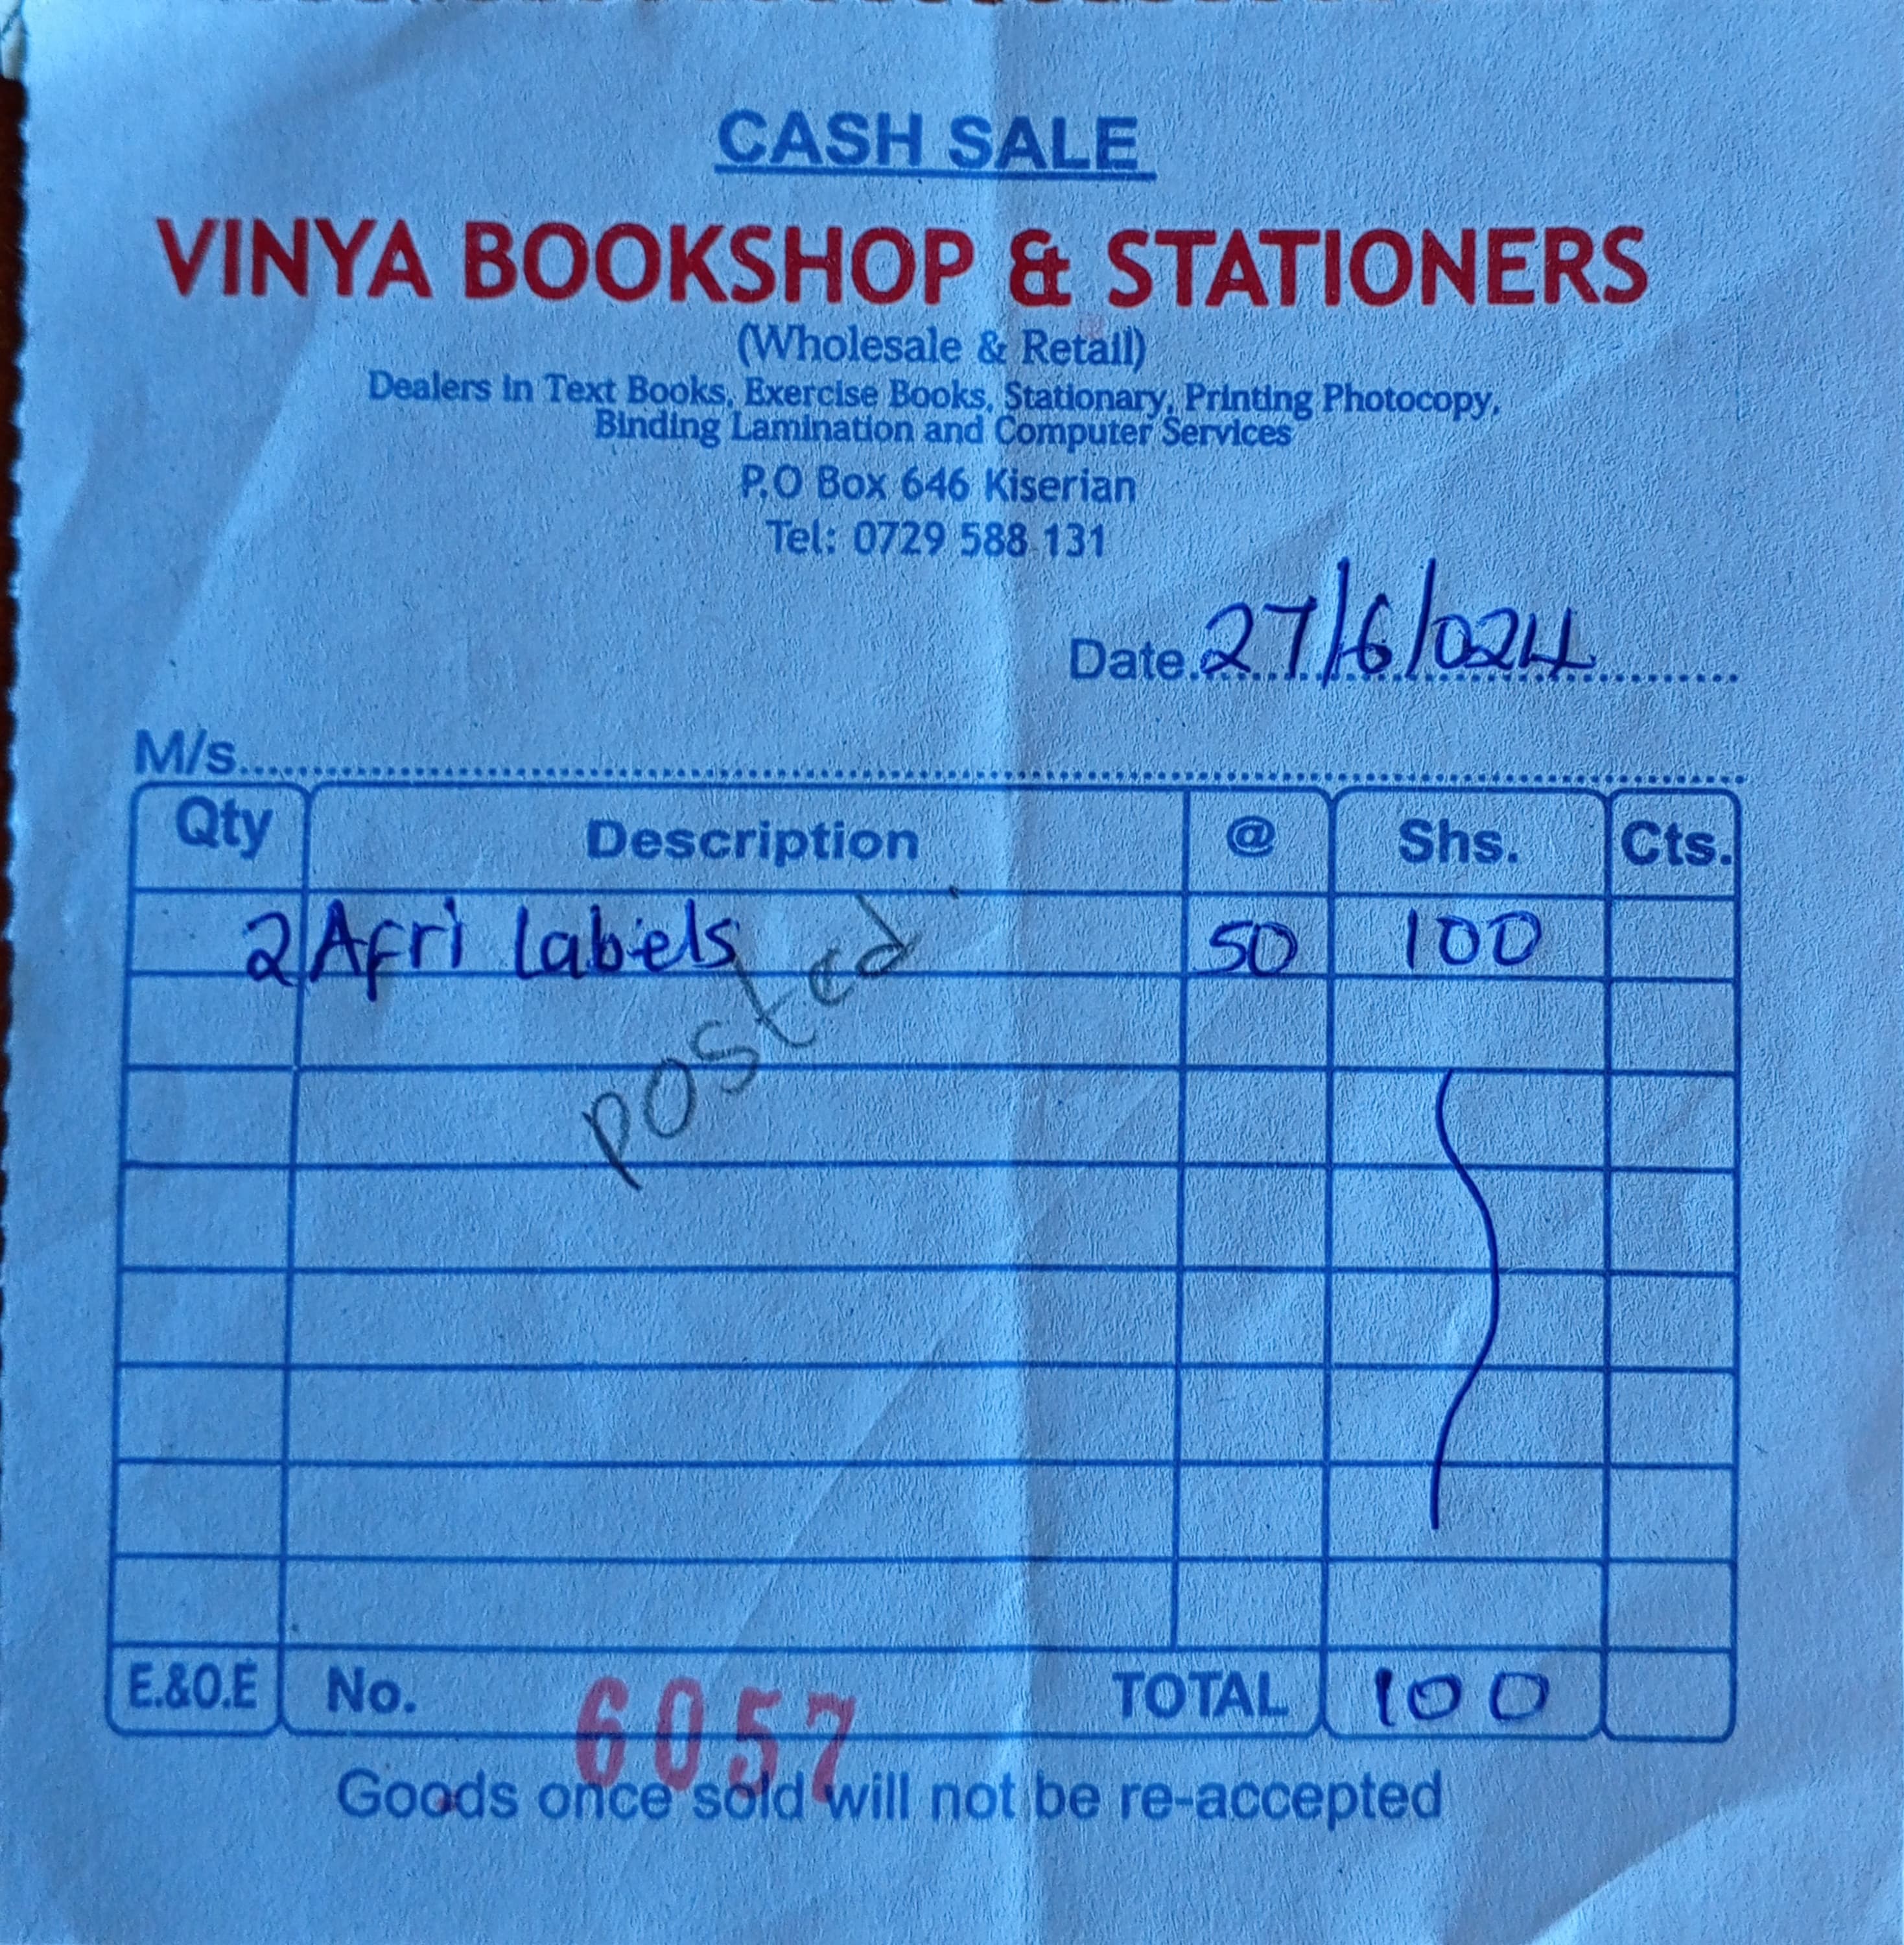 CASH SALE
VINYA BOOKSHOP & STATIONERS
(Wholesale & Retail)
Dealers in Text Books, Exercise Books, Stationary, Printing Photocopy,
Binding Lamination and Computer Services
P.O Box 646 Kiserian
Tel: 0729 588 131
Date 27/6/024
M/s
Qty Description @ Shs. Cts.
2 Afri Labels 50 100
posted
E.&O.E No. 6057 TOTAL 100
Goods once sold will not be re-accepted